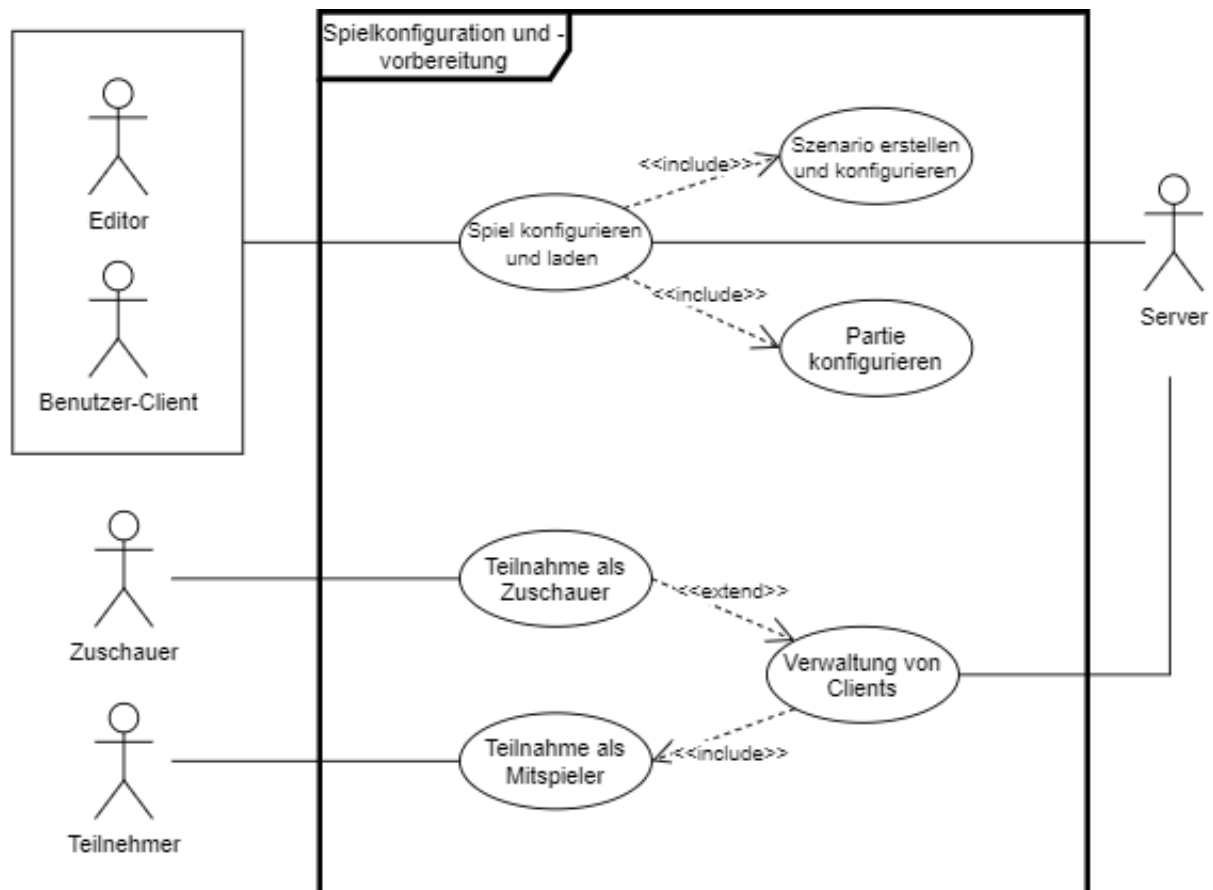 Spielkonfiguration und -
vorbereitung
Editor
Benutzer-Client
Spiel konfigurieren
und laden
<<include>>
Szenario erstellen
und konfigurieren
<<include>>
Partie
konfigurieren
Server
Zuschauer
Teilnahme als
Zuschauer
<<extend>>
Verwaltung von
Clients
<<include>>
Teilnahme als
Mitspieler
Teilnehmer